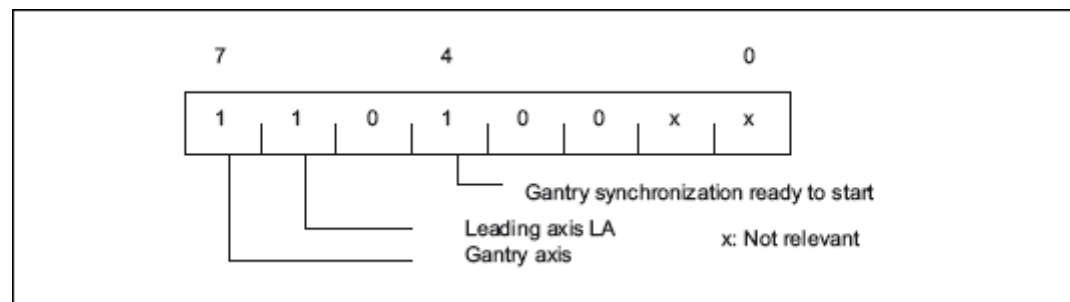 7 4 0
1 1 0 1 0 0 x x
Gantry synchronization ready to start
Leading axis LA
x: Not relevant
Gantry axis